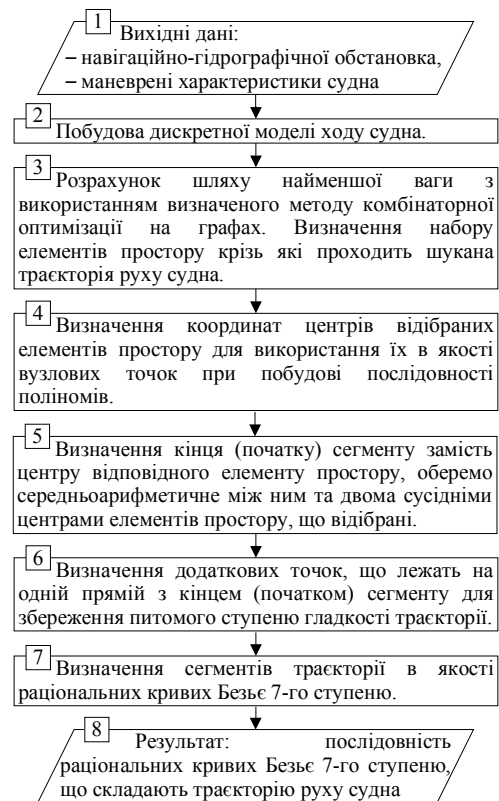 1
Вихідні дані:
– навігаційно-гідрографічної обстановка,
– маневрені характеристики судна
2
Побудова дискретної моделі ходу судна.
3
Розрахунок шляху найменшої ваги з
використанням визначеного методу комбінаторної
оптимізації на графах. Визначення набору
елементів простору крізь які проходить шукана
траєкторія руху судна.
4
Визначення координат центрів відібраних
елементів простору для використання їх в якості
вузлових точок при побудові послідовності
поліномів.
5
Визначення кінця (початку) сегменту замість
центру відповідного елементу простору, оберемо
середньоарифметичне між ним та двома сусідніми
центрами елементів простору, що відібрані.
6
Визначення додаткових точок, що лежать на
одній прямій з кінцем (початком) сегменту для
збереження питомого ступеню гладкості траєкторії.
7
Визначення сегментів траєкторії в якості
раціональних кривих Безьє 7-го ступеню.
8
Результат: послідовність
раціональних кривих Безьє 7-го ступеню,
що складають траєкторію руху судна